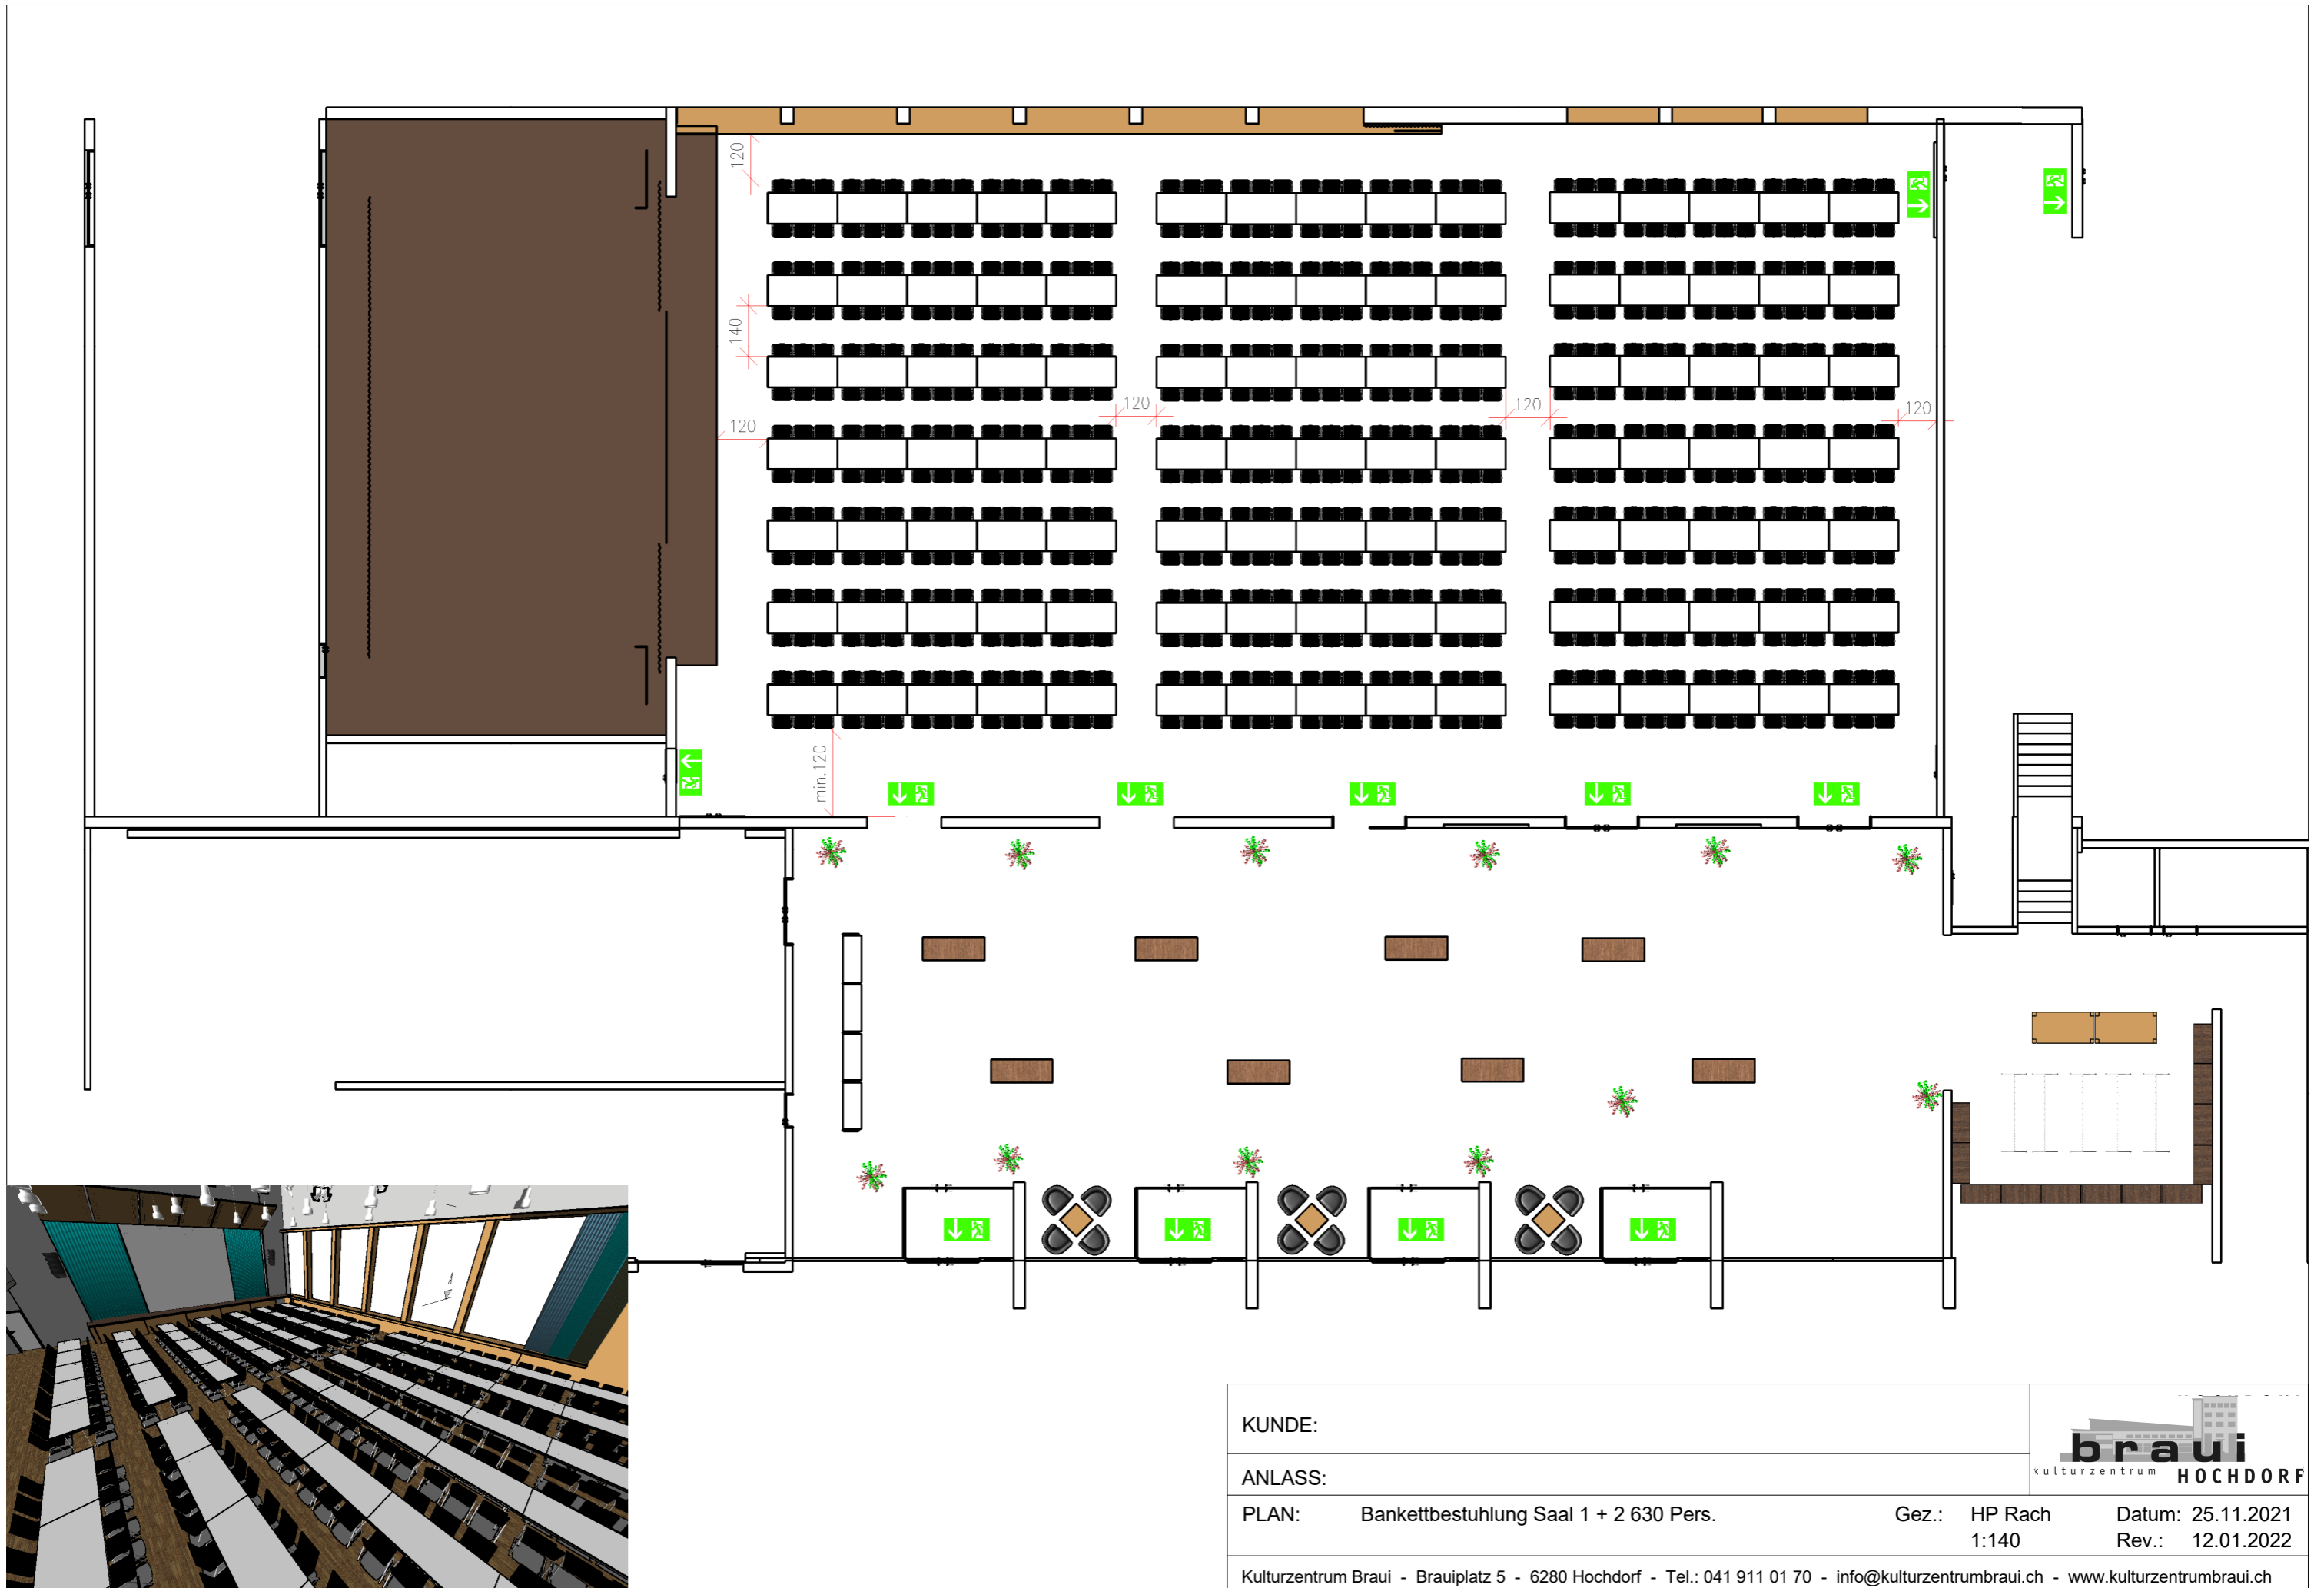 120
140
120
120
120
120
min.120
KUNDE:
ANLASS:
braui
kulturzentrum HOCHDORF
PLAN: Bankettbestuhlung Saal 1 + 2 630 Pers. Gez.: HP Rach Datum: 25.11.2021
1:140 Rev.: 12.01.2022
Kulturzentrum Braui - Brauiplatz 5 - 6280 Hochdorf - Tel.: 041 911 01 70 - info@kulturzentrumbraui.ch - www.kulturzentrumbraui.ch